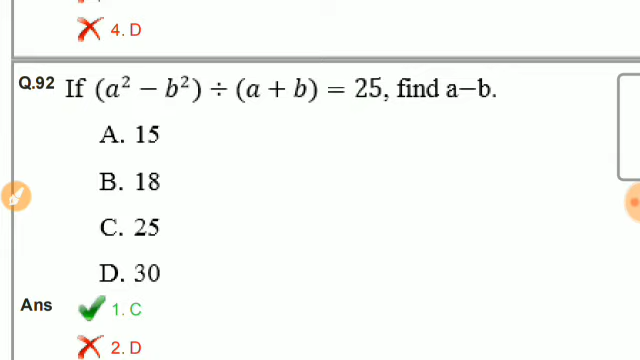 4. D
Q.92 If (a² − b²) ÷ (a + b) = 25, find a−b.
A. 15
B. 18
C. 25
D. 30
Ans 1. C
2. D